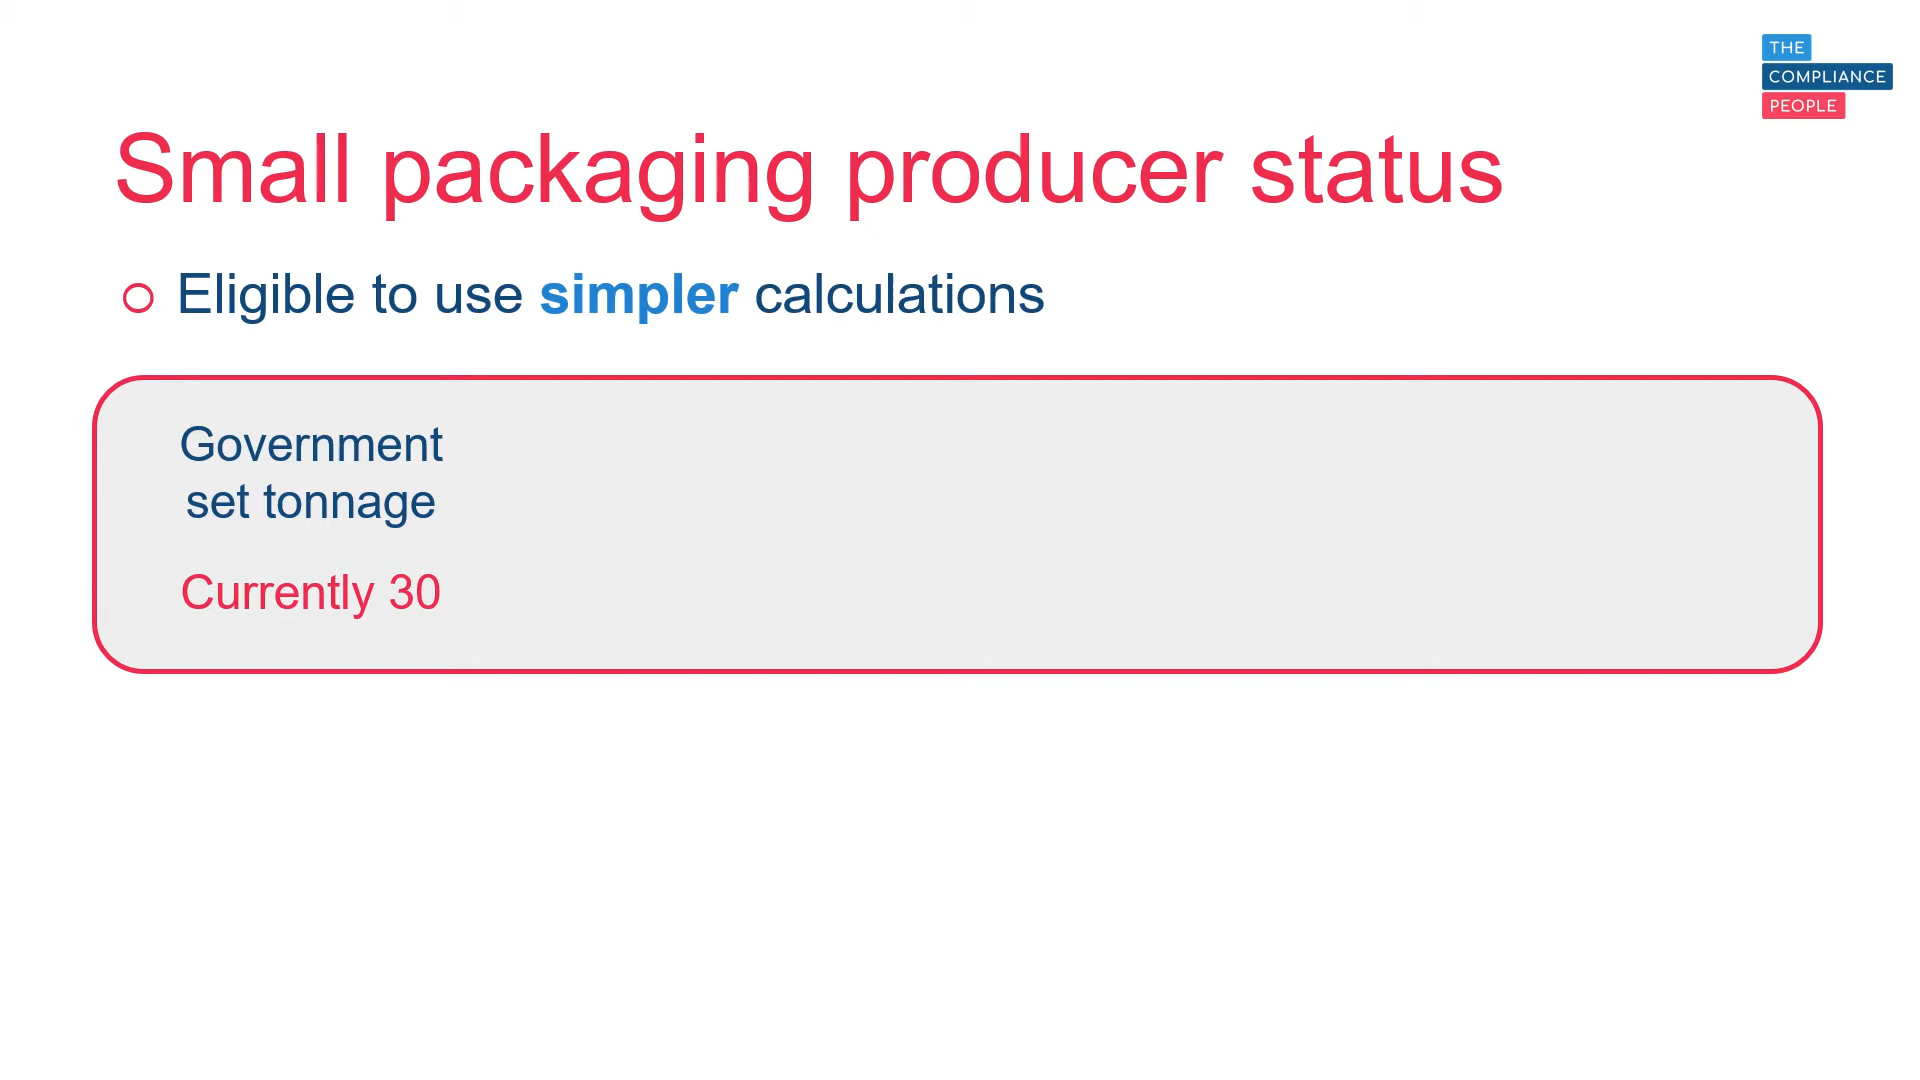 THE
COMPLIANCE
PEOPLE
Small packaging producer status
Eligible to use simpler calculations
Government
set tonnage
Currently 30